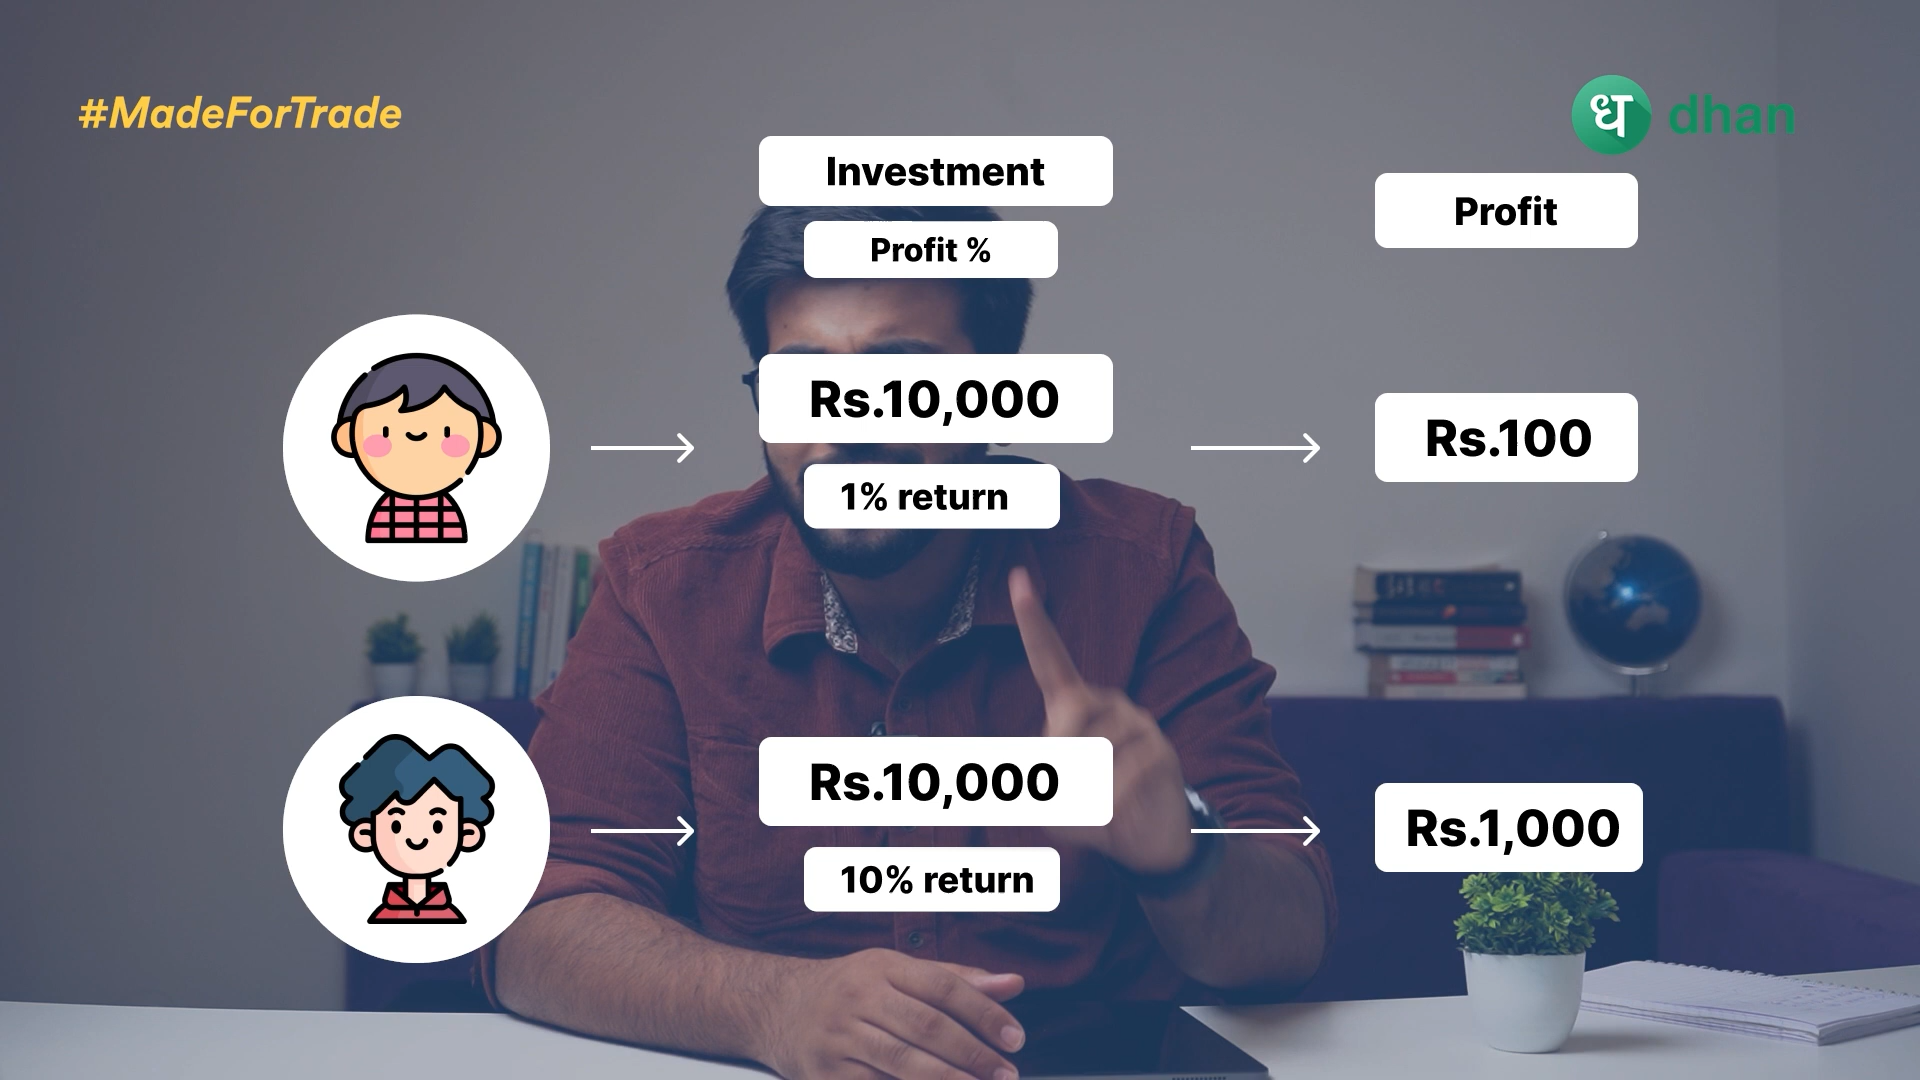 #MadeForTrade
ध dhan
Investment
Profit %
Profit
Rs.10,000
1% return
Rs.100
Rs.10,000
10% return
Rs.1,000